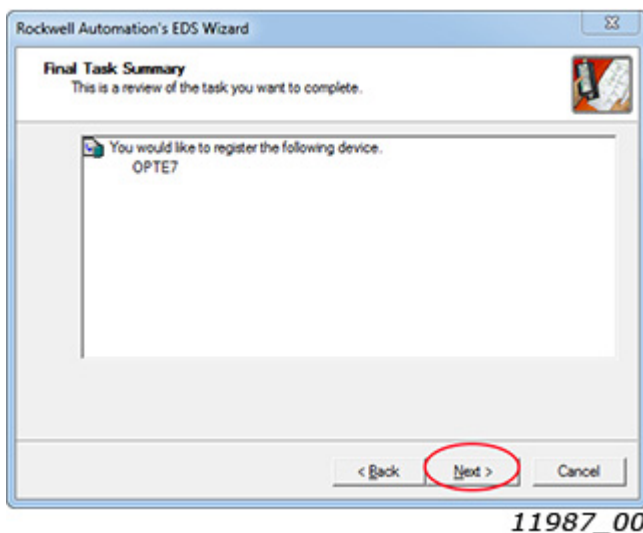 Rockwell Automation's EDS Wizard
Final Task Summary
This is a review of the task you want to complete.
You would like to register the following device.
OPTE7
< Back
Next >
Cancel
11987_00